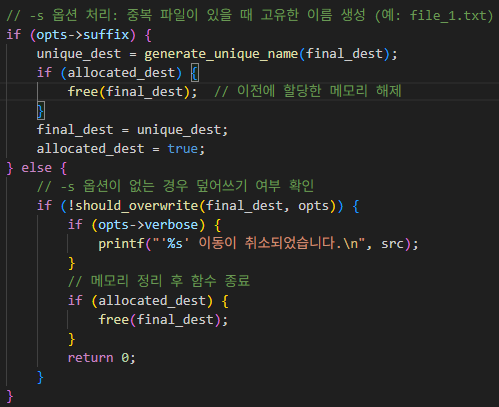 // -s 옵션 처리: 중복 파일이 있을 때 고유한 이름 생성 (예: file_1.txt)
if (opts->suffix) {
    unique_dest = generate_unique_name(final_dest);
    if (allocated_dest) {
        free(final_dest);  // 이전에 할당한 메모리 해제
    }
    final_dest = unique_dest;
    allocated_dest = true;
} else {
    // -s 옵션이 없는 경우 덮어쓰기 여부 확인
    if (!should_overwrite(final_dest, opts)) {
        if (opts->verbose) {
            printf("'%s' 이동이 취소되었습니다.\n", src);
        }
        // 메모리 정리 후 함수 종료
        if (allocated_dest) {
            free(final_dest);
        }
        return 0;
    }
}